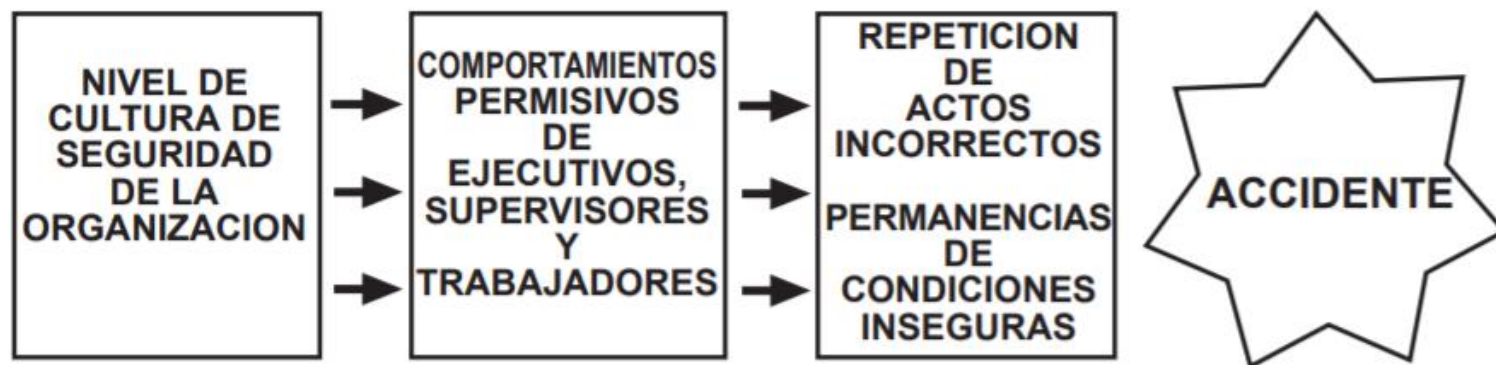 NIVEL DE
CULTURA DE
SEGURIDAD
DE LA
ORGANIZACION
COMPORTAMIENTOS
PERMISIVOS
DE
EJECUTIVOS,
SUPERVISORES
Y
TRABAJADORES
REPETICION
DE
ACTOS
INCORRECTOS
PERMANENCIAS
DE
CONDICIONES
INSEGURAS
ACCIDENTE